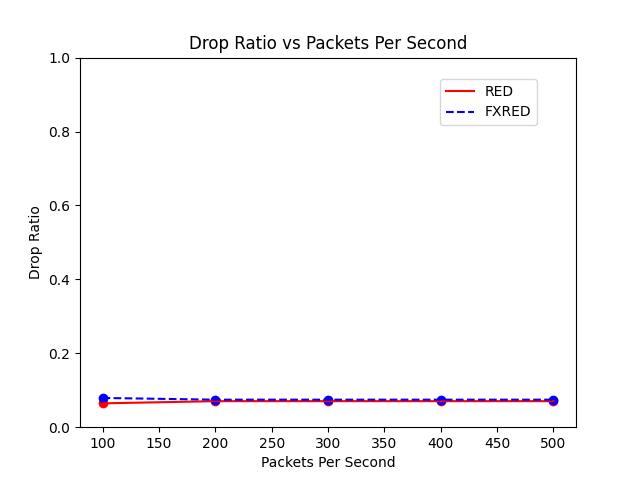 Drop Ratio vs Packets Per Second
1.0
0.8
0.6
0.4
0.2
0.0
Drop Ratio
RED
FXRED
100 150 200 250 300 350 400 450 500
Packets Per Second